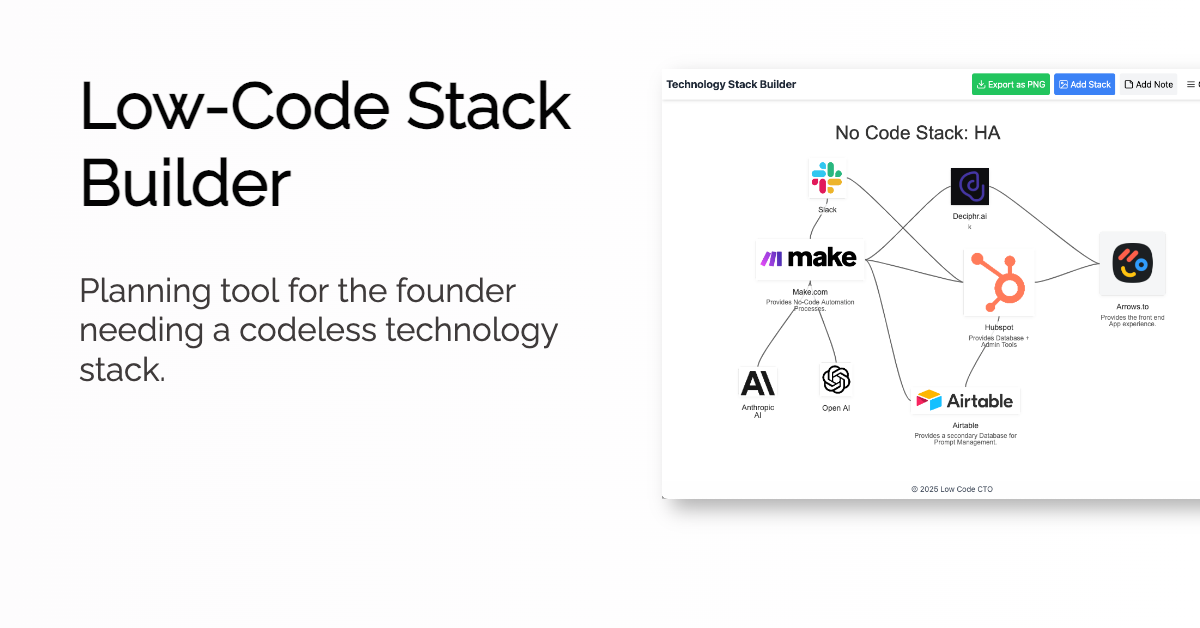 Low-Code Stack
Builder
Planning tool for the founder
needing a codeless technology
stack.
Technology Stack Builder
Export as PNG
Add Stack
Add Note
No Code Stack: HA
Slack
Deciphr.ai
k
make
Make.com
Provides No-Code Automation
Processes.
Hubspot
Provides Database +
Admin Tools
Arrows.to
Provides the front end
App experience.
AI
Anthropic
AI
Open AI
Airtable
Airtable
Provides a secondary Database for
Prompt Management.
© 2025 Low Code CTO